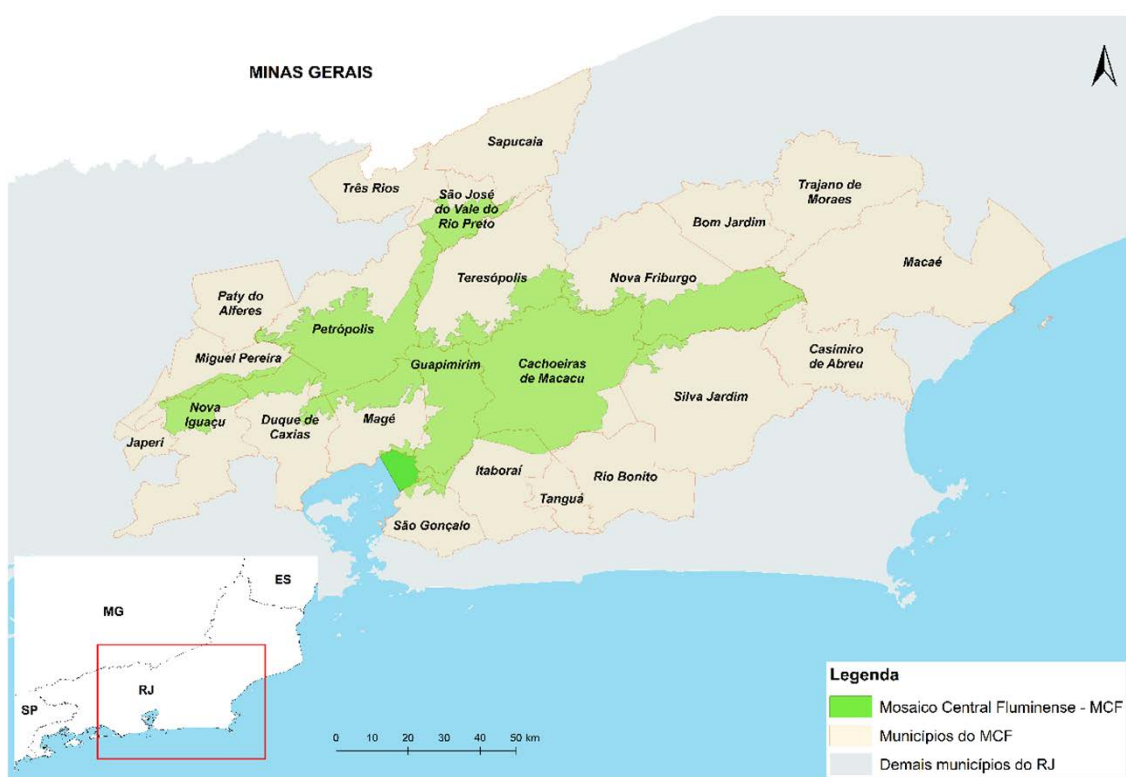 MINAS GERAIS
Sapucaia
Três Rios
São José
do Vale do
Rio Preto
Trajano de
Moraes
Bom Jardim
Macaé
Teresópolis
Nova Friburgo
Paty do
Alferes
Petrópolis
Miguel Pereira
Guapimirim
Cachoeiras
de Macacu
Casimiro
de Abreu
Silva Jardim
Nova
Iguaçu
Duque de
Caxias
Magé
Japeri
Itaboraí
Rio Bonito
Tanguá
São Gonçalo
ES
MG
RJ
SP
0 10 20 30 40 50 km
Legenda
Mosaico Central Fluminense - MCF
Municípios do MCF
Demais municípios do RJ